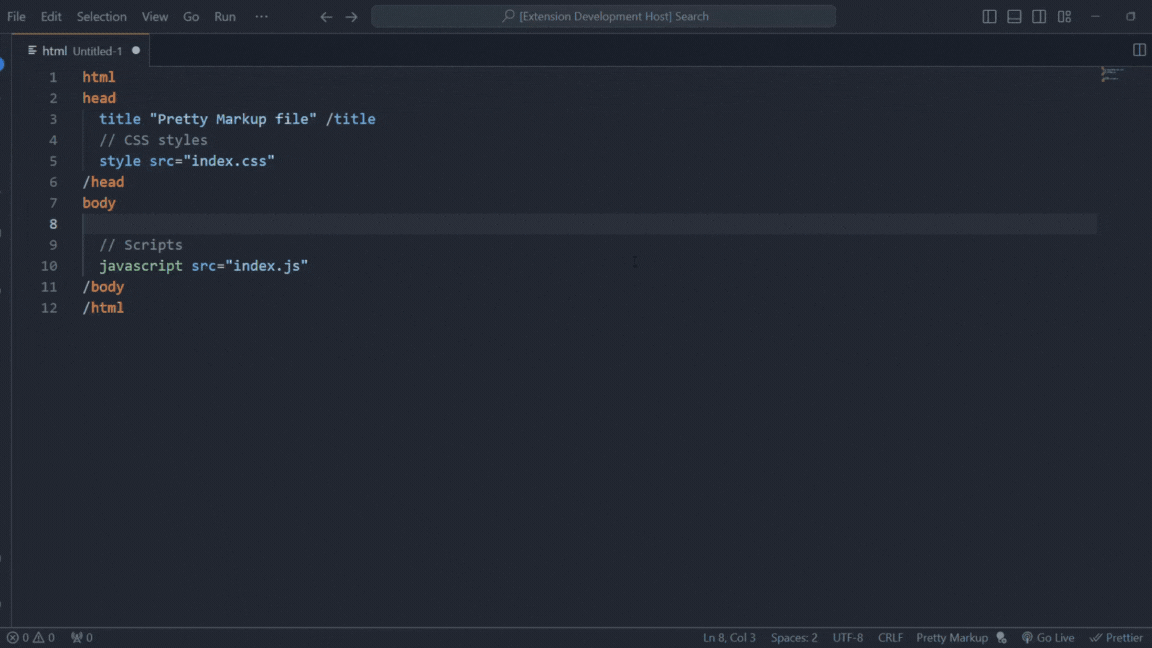 File Edit Selection View Go Run ··· ← → [Extension Development Host] Search
html Untitled-1 ●
1 html
2 head
3   title "Pretty Markup file" /title
4   // CSS styles
5   style src="index.css"
6 /head
7 body
8
9   // Scripts
10   javascript src="index.js"
11 /body
12 /html
0 0 0 Ln 8, Col 3 Spaces: 2 UTF-8 CRLF Pretty Markup Go Live Prettier